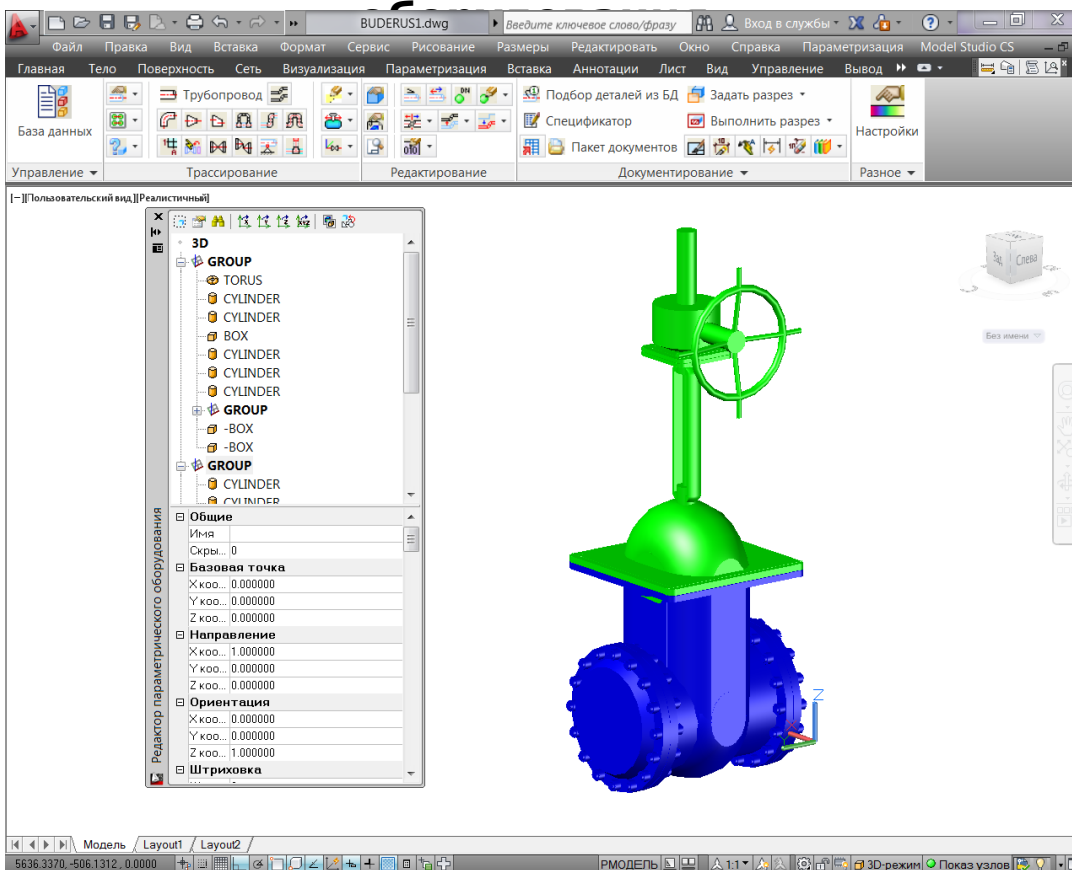 оборудования
BUDERUS1.dwg
Введите ключевое слово/фразу
Вход в службы
Файл Правка Вид Вставка Формат Сервис Рисование Размеры Редактировать Окно Справка Параметризация Model Studio CS
Главная Тело Поверхность Сеть Визуализация Параметризация Вставка Аннотации Лист Вид Управление Вывод
База данных
Трубопровод
Подбор деталей из БД
Задать разрез
Спецификатор
Выполнить разрез
Пакет документов
Настройки
Управление Трассирование Редактирование Документирование Разное
[−][Пользовательский вид][Реалистичный]
3D
GROUP
TORUS
CYLINDER
CYLINDER
BOX
CYLINDER
CYLINDER
CYLINDER
GROUP
-BOX
-BOX
GROUP
CYLINDER
CYLINDER
Редактор параметрического оборудования
Общие
Имя
Скры... 0
Базовая точка
X коо... 0.000000
Y коо... 0.000000
Z коо... 0.000000
Направление
X коо... 1.000000
Y коо... 0.000000
Z коо... 0.000000
Ориентация
X коо... 0.000000
Y коо... 0.000000
Z коо... 1.000000
Штриховка
Слева
Без имени
Z
Модель Layout1 Layout2
5636.3370, -506.1312, 0.0000
РМОДЕЛЬ 1:1 3D-режим Показ узлов